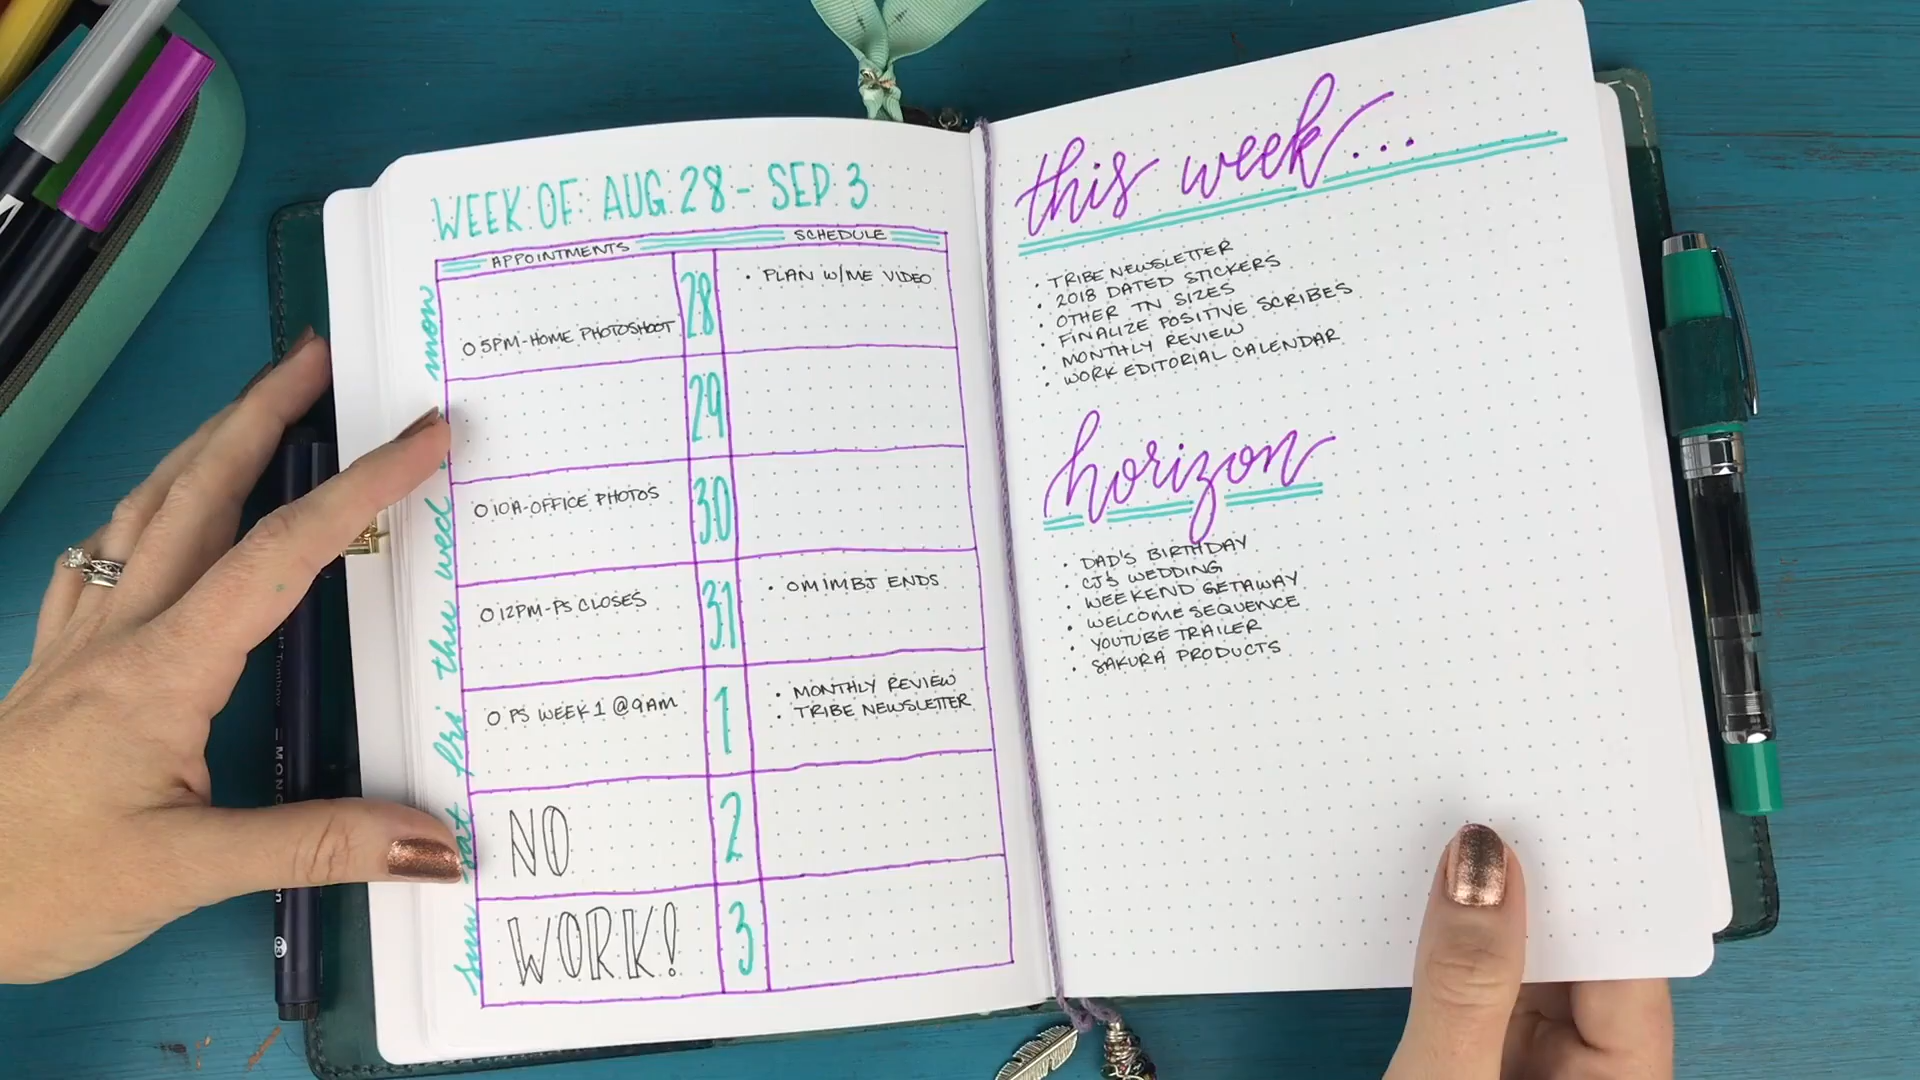 WEEK OF: AUG 28 - SEP 3
APPOINTMENTS
SCHEDULE
mon
28
O 5PM-HOME PHOTOSHOOT
• PLAN W/ME VIDEO
29
wed
30
O 10A-OFFICE PHOTOS
thu
31
O 12PM-PS CLOSES
• OM1MBJ ENDS
fri
1
O PS WEEK 1 @9AM
• MONTHLY REVIEW
• TRIBE NEWSLETTER
sat
2
NO
sun
3
WORK!
this week...
• TRIBE NEWSLETTER
• 2018 DATED STICKERS
• OTHER TN SIZES
• FINALIZE POSITIVE SCRIBES
• MONTHLY REVIEW
• WORK EDITORIAL CALENDAR
horizon
• DAD'S BIRTHDAY
• CJ'S WEDDING
• WEEKEND GETAWAY
• WELCOME SEQUENCE
• YOUTUBE TRAILER
• SAKURA PRODUCTS
Tombow